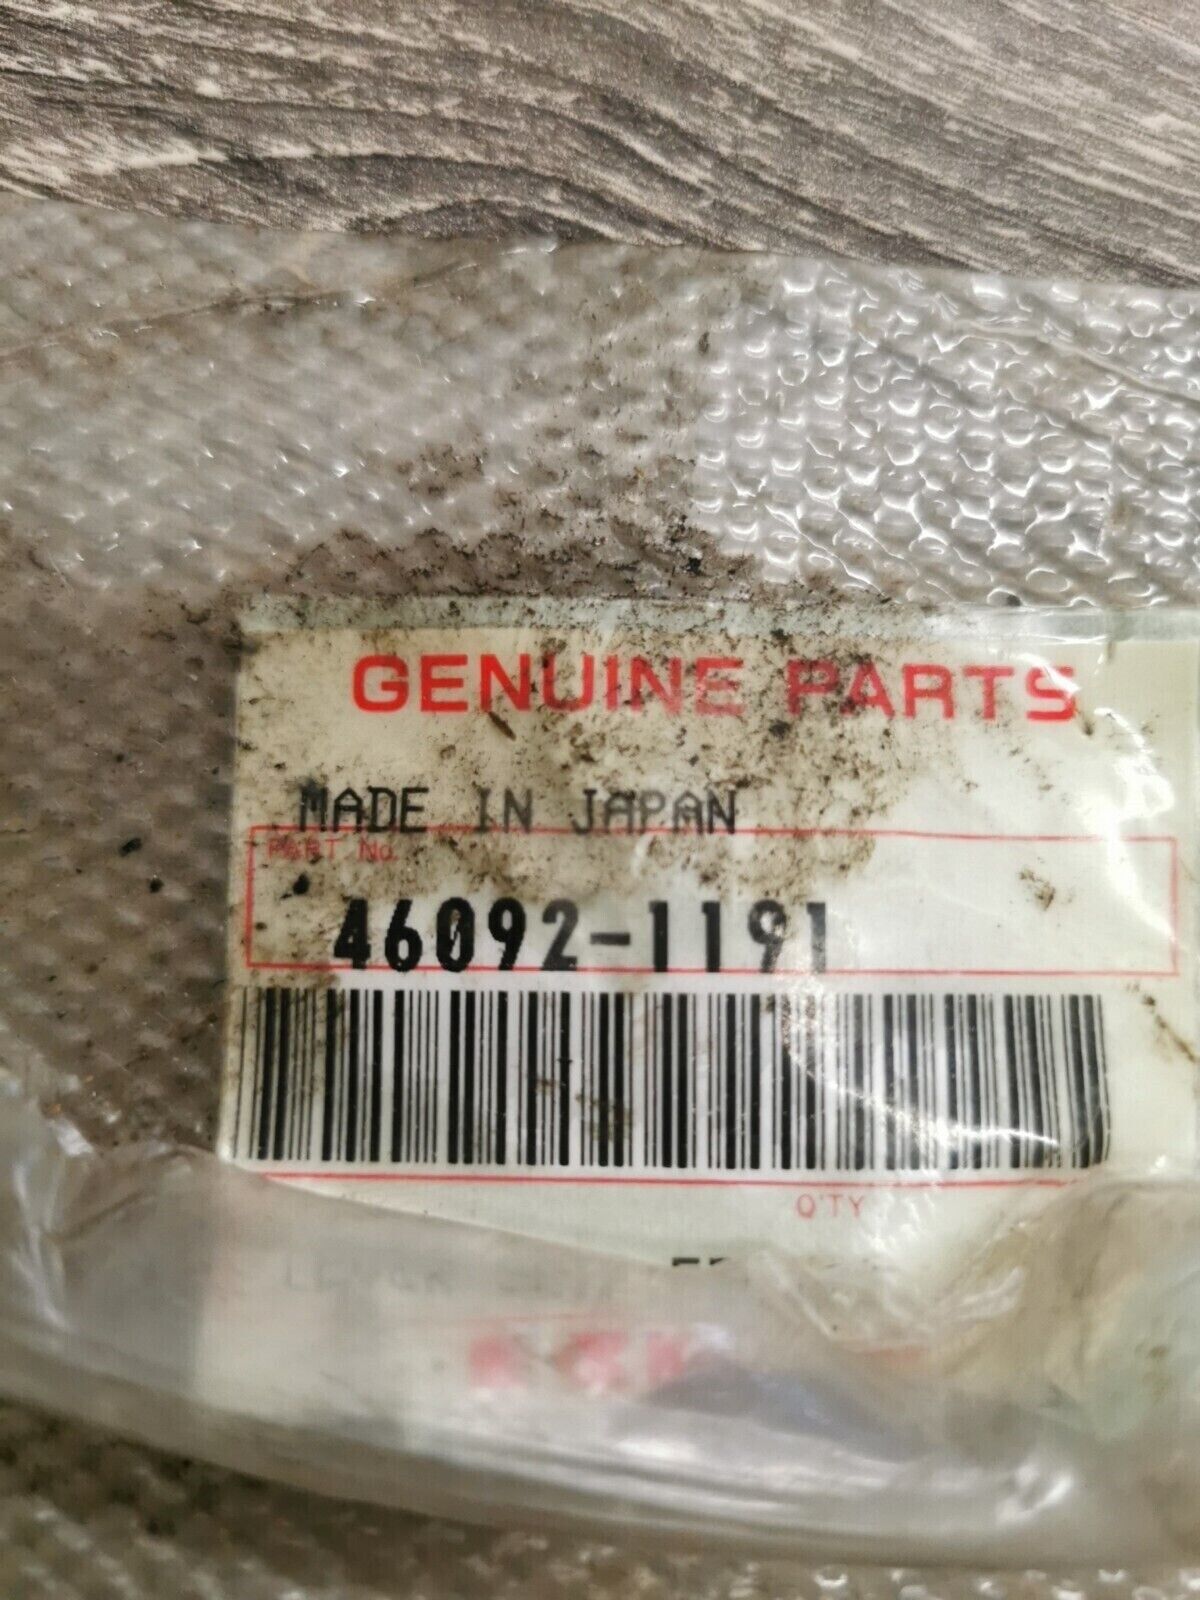 GENUINE PARTS
MADE IN JAPAN
PART No.
46092-1191
Q'TY